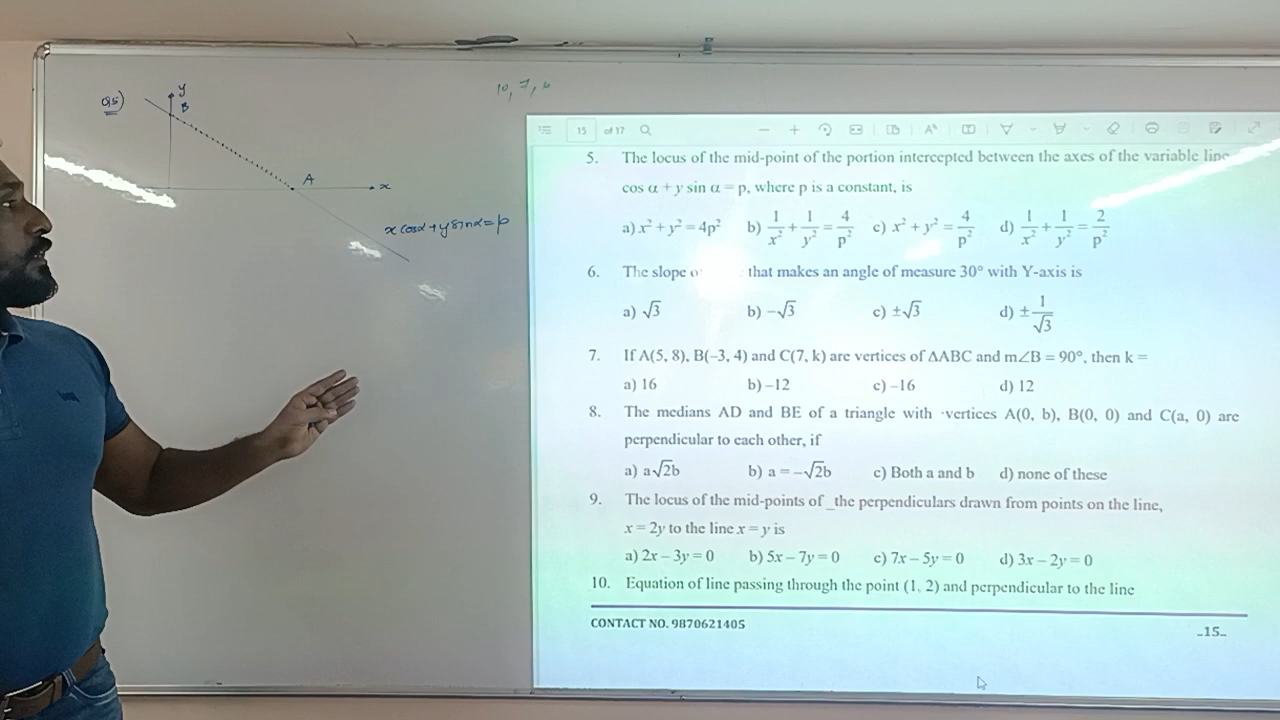 Q5)
y
B
A
x
x cosα + y sinα = p
10, 7, 6
15 of 17
5. The locus of the mid-point of the portion intercepted between the axes of the variable line
cos α + y sin α = p, where p is a constant, is
a) x² + y² = 4p² b) 1/x² + 1/y² = 4/p² c) x² + y² = 4/p² d) 1/x² + 1/y² = 2/p²
6. The slope o that makes an angle of measure 30° with Y-axis is
a) √3 b) −√3 c) ±√3 d) ± 1/√3
7. If A(5, 8), B(−3, 4) and C(7, k) are vertices of ΔABC and m∠B = 90°, then k =
a) 16 b) −12 c) −16 d) 12
8. The medians AD and BE of a triangle with vertices A(0, b), B(0, 0) and C(a, 0) are
perpendicular to each other, if
a) a√2b b) a = −√2b c) Both a and b d) none of these
9. The locus of the mid-points of _the perpendiculars drawn from points on the line,
x = 2y to the line x = y is
a) 2x − 3y = 0 b) 5x − 7y = 0 c) 7x − 5y = 0 d) 3x − 2y = 0
10. Equation of line passing through the point (1, 2) and perpendicular to the line
CONTACT NO. 9870621405
-15-